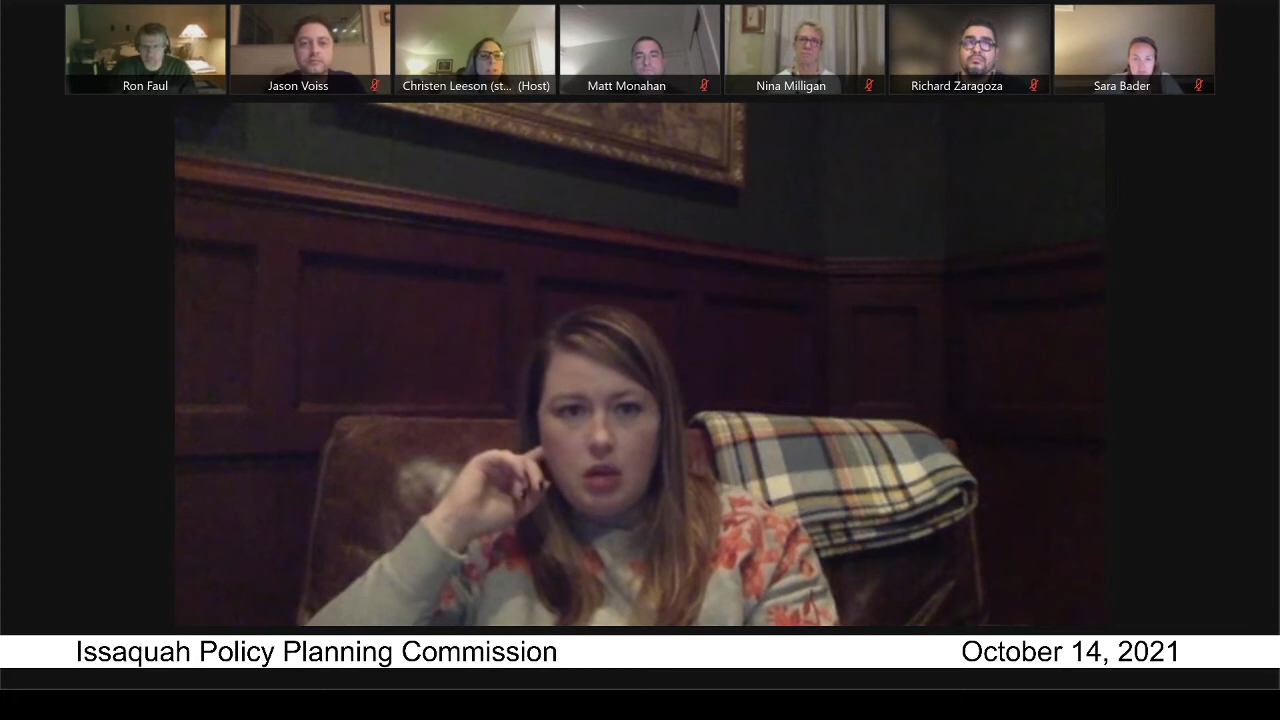 Ron Faul
Jason Voiss
Christen Leeson (st... (Host)
Matt Monahan
Nina Milligan
Richard Zaragoza
Sara Bader
Issaquah Policy Planning Commission
October 14, 2021